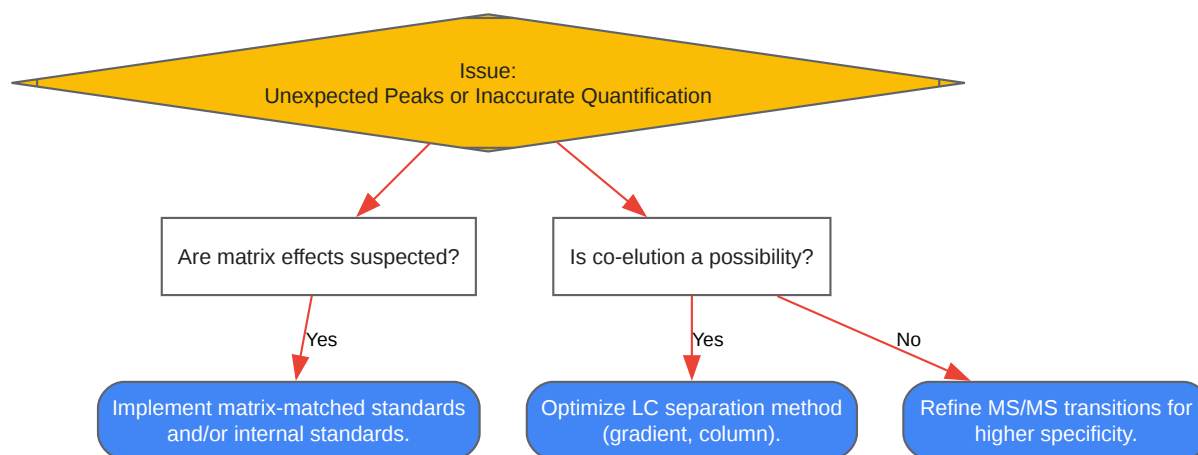 Issue:
Unexpected Peaks or Inaccurate Quantification
Are matrix effects suspected?
Is co-elution a possibility?
Yes
Yes
No
Implement matrix-matched standards
and/or internal standards.
Optimize LC separation method
(gradient, column).
Refine MS/MS transitions for
higher specificity.